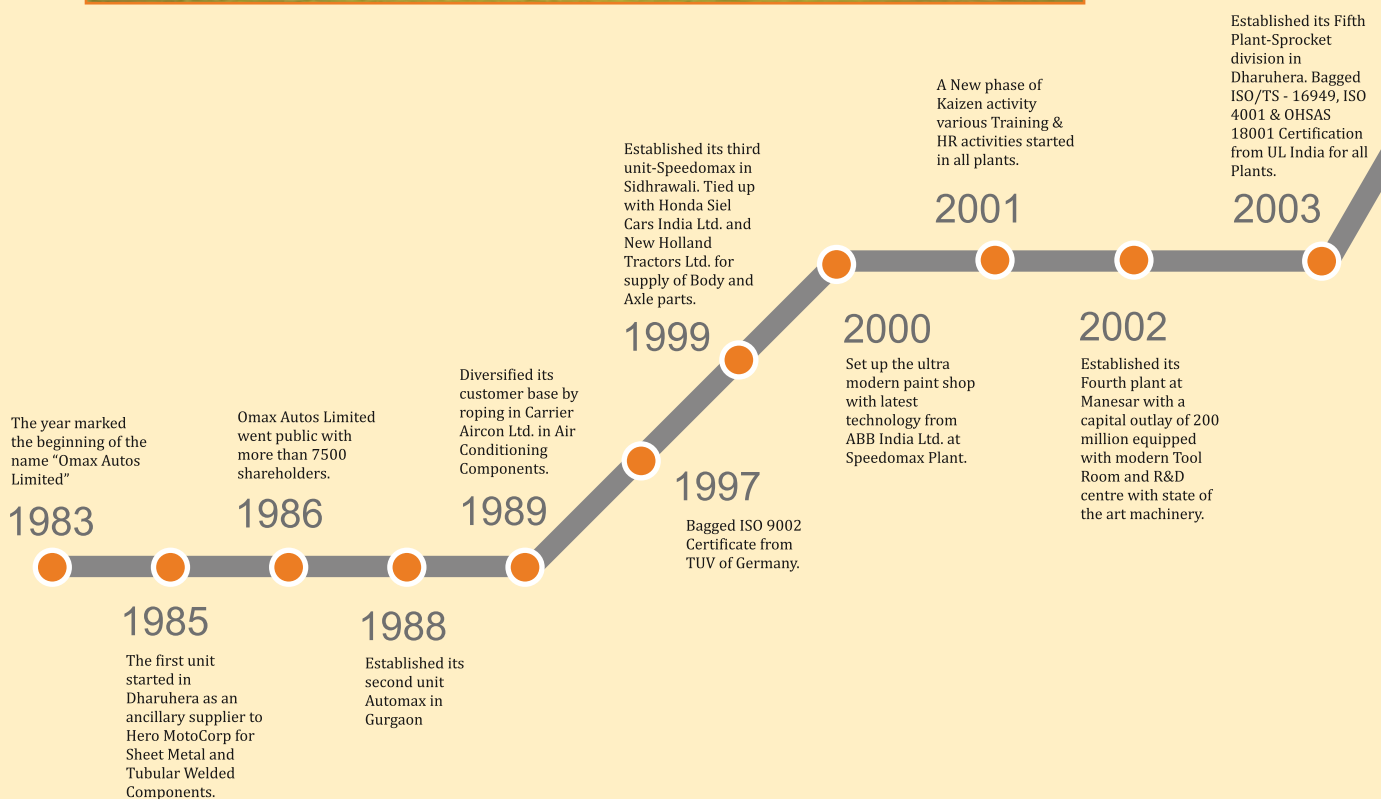 The year marked
the beginning of the
name “Omax Autos
Limited”
1983
1985
The first unit
started in
Dharuhera as an
ancillary supplier to
Hero MotoCorp for
Sheet Metal and
Tubular Welded
Components.
Omax Autos Limited
went public with
more than 7500
shareholders.
1986
1988
Established its
second unit
Automax in
Gurgaon
Diversified its
customer base by
roping in Carrier
Aircon Ltd. in Air
Conditioning
Components.
1989
1997
Bagged ISO 9002
Certificate from
TUV of Germany.
Established its third
unit-Speedomax in
Sidhrawali. Tied up
with Honda Siel
Cars India Ltd. and
New Holland
Tractors Ltd. for
supply of Body and
Axle parts.
1999
2000
Set up the ultra
modern paint shop
with latest
technology from
ABB India Ltd. at
Speedomax Plant.
A New phase of
Kaizen activity
various Training &
HR activities started
in all plants.
2001
2002
Established its
Fourth plant at
Manesar with a
capital outlay of 200
million equipped
with modern Tool
Room and R&D
centre with state of
the art machinery.
Established its Fifth
Plant-Sprocket
division in
Dharuhera. Bagged
ISO/TS - 16949, ISO
4001 & OHSAS
18001 Certification
from UL India for all
Plants.
2003